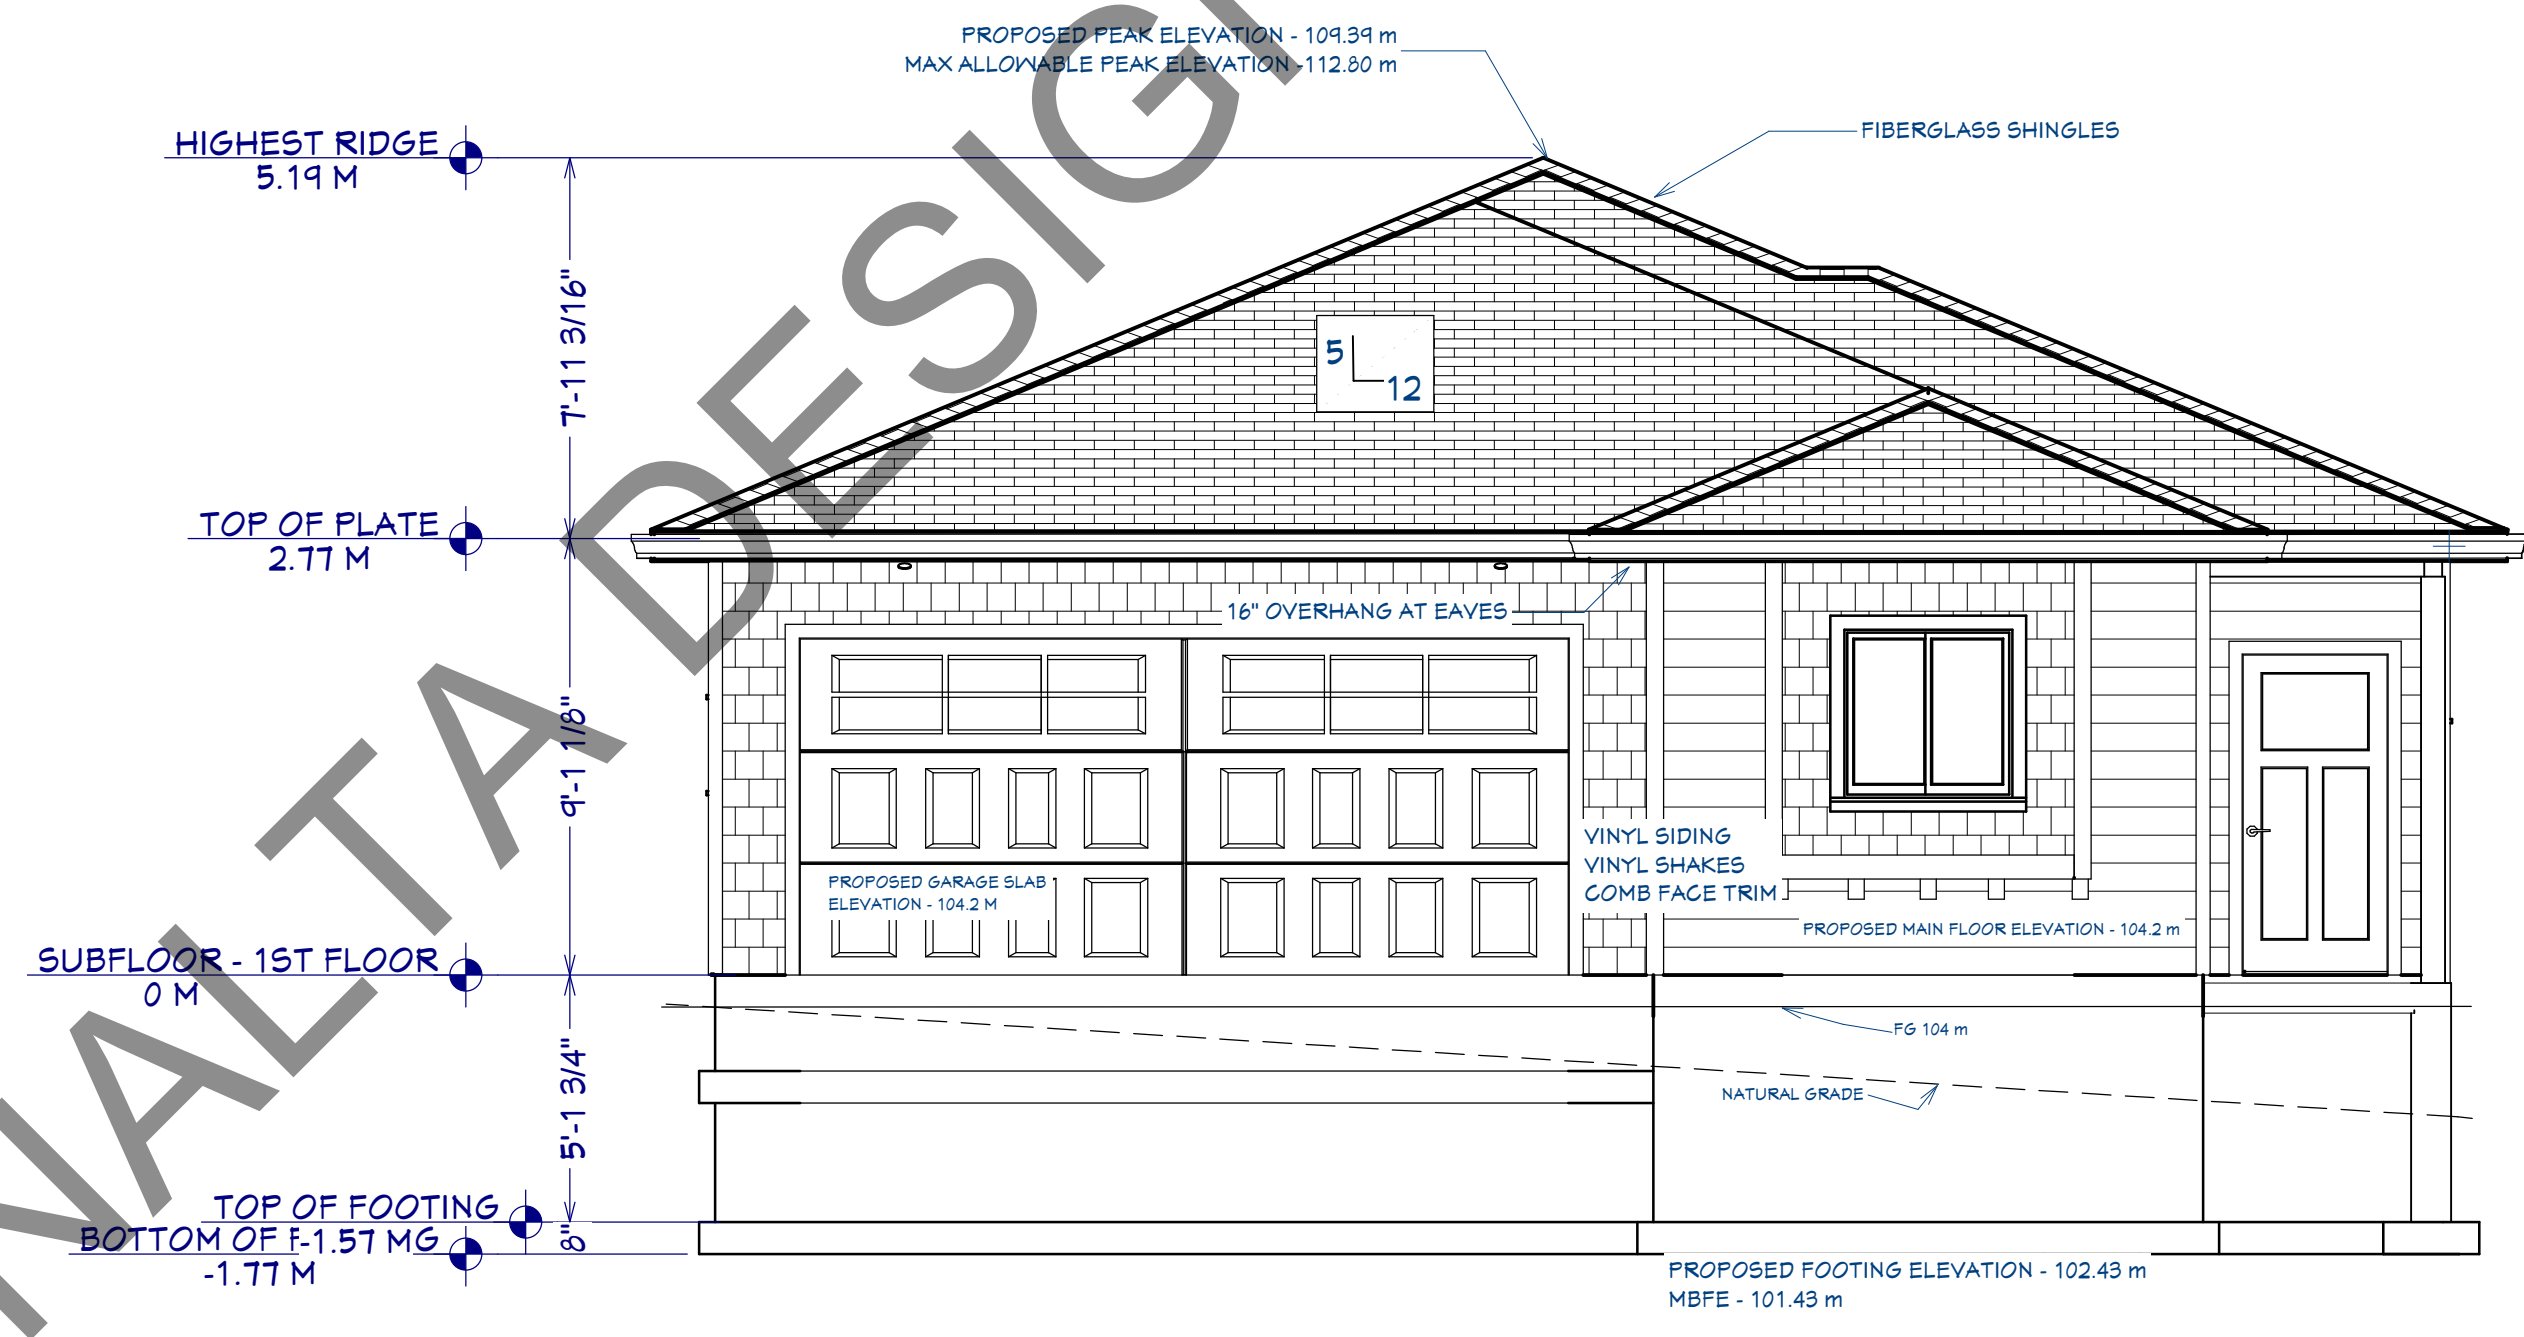 PROPOSED PEAK ELEVATION - 109.39 m
MAX ALLOWABLE PEAK ELEVATION -112.80 m
FIBERGLASS SHINGLES
HIGHEST RIDGE
5.19 M
7'-11 3/16"
5
12
TOP OF PLATE
2.77 M
16" OVERHANG AT EAVES
9'-1 1/8"
VINYL SIDING
VINYL SHAKES
COMB FACE TRIM
PROPOSED GARAGE SLAB
ELEVATION - 104.2 M
PROPOSED MAIN FLOOR ELEVATION - 104.2 m
SUBFLOOR - 1ST FLOOR
0 M
FG 104 m
5'-1 3/4"
NATURAL GRADE
TOP OF FOOTING
BOTTOM OF
-1.57 M
-1.77 M
8"
PROPOSED FOOTING ELEVATION - 102.43 m
MBFE - 101.43 m
NALTA DESIG